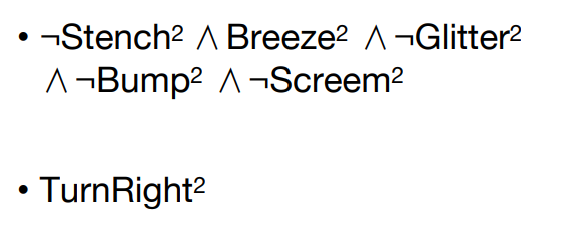 • ¬Stench² ∧ Breeze² ∧ ¬Glitter²
∧ ¬Bump² ∧ ¬Screem²
• TurnRight²